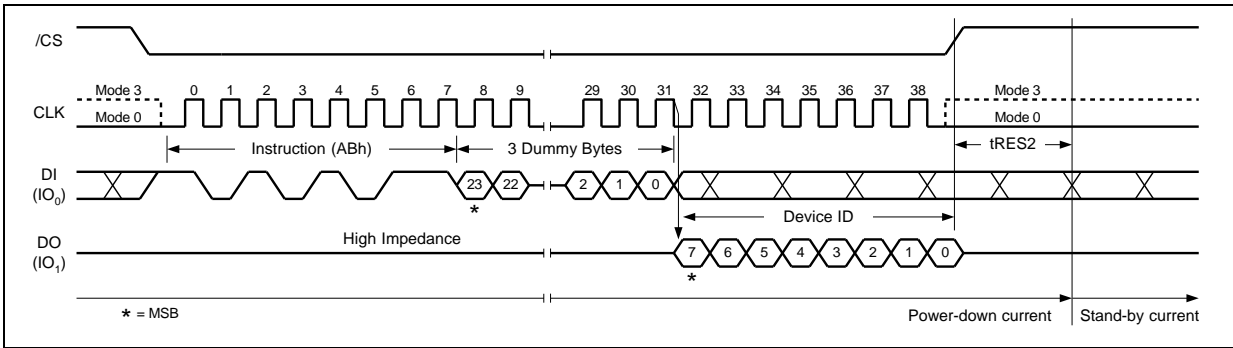 /CS
0 1 2 3 4 5 6 7 8 9 29 30 31 32 33 34 35 36 37 38
Mode 3 Mode 3
CLK
Mode 0 Mode 0
Instruction (ABh) 3 Dummy Bytes tRES2
DI
(IO0)
23 22 2 1 0
*
Device ID
High Impedance
DO
(IO1)
7 6 5 4 3 2 1 0
*
* = MSB
Power-down current Stand-by current